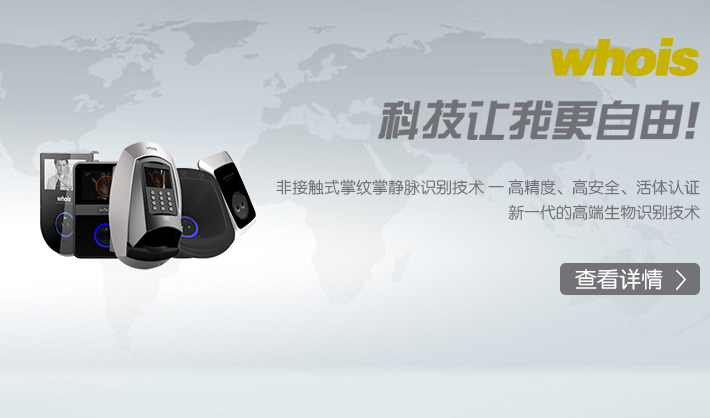 whois
科技让我更自由!
非接触式掌纹掌静脉识别技术 — 高精度、高安全、活体认证
新一代的高端生物识别技术
查看详情 >
whois